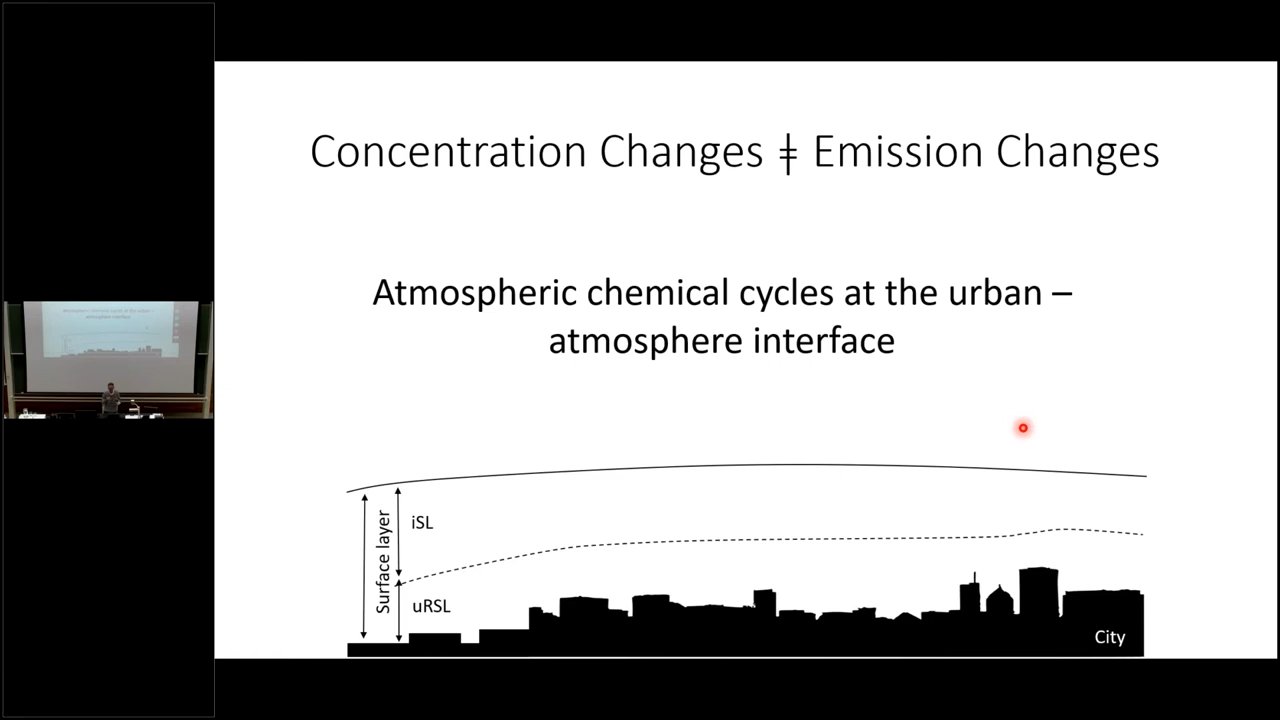 Concentration Changes ǂ Emission Changes
Atmospheric chemical cycles at the urban –
atmosphere interface
Surface layer
iSL
uRSL
City